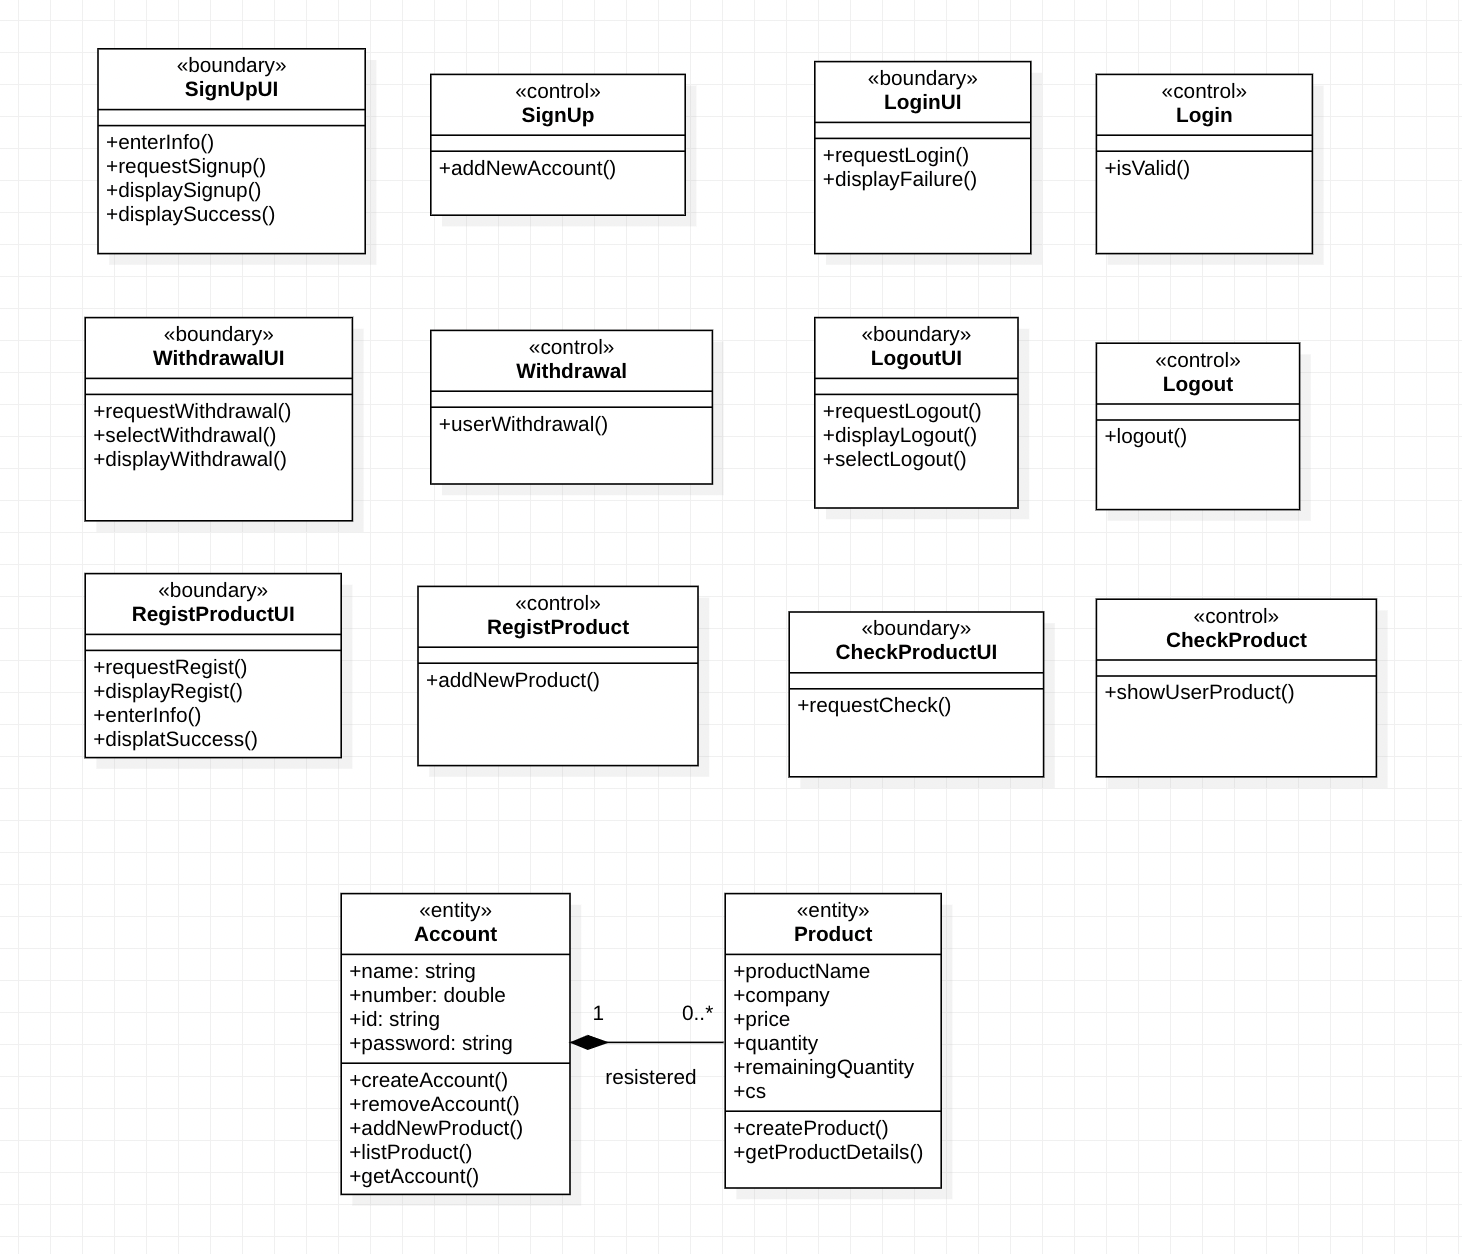 «boundary»
SignUpUI
+enterInfo()
+requestSignup()
+displaySignup()
+displaySuccess()
«control»
SignUp
+addNewAccount()
«boundary»
LoginUI
+requestLogin()
+displayFailure()
«control»
Login
+isValid()
«boundary»
WithdrawalUI
+requestWithdrawal()
+selectWithdrawal()
+displayWithdrawal()
«control»
Withdrawal
+userWithdrawal()
«boundary»
LogoutUI
+requestLogout()
+displayLogout()
+selectLogout()
«control»
Logout
+logout()
«boundary»
RegistProductUI
+requestRegist()
+displayRegist()
+enterInfo()
+displatSuccess()
«control»
RegistProduct
+addNewProduct()
«boundary»
CheckProductUI
+requestCheck()
«control»
CheckProduct
+showUserProduct()
«entity»
Account
+name: string
+number: double
+id: string
+password: string
+createAccount()
+removeAccount()
+addNewProduct()
+listProduct()
+getAccount()
1
0..*
resistered
«entity»
Product
+productName
+company
+price
+quantity
+remainingQuantity
+cs
+createProduct()
+getProductDetails()